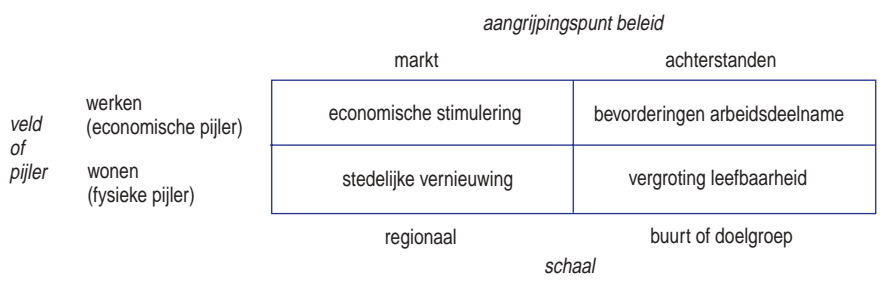 aangrijpingspunt beleid
markt achterstanden
veld
of
pijler
werken
(economische pijler)
economische stimulering bevorderingen arbeidsdeelname
wonen
(fysieke pijler)
stedelijke vernieuwing vergroting leefbaarheid
regionaal buurt of doelgroep
schaal